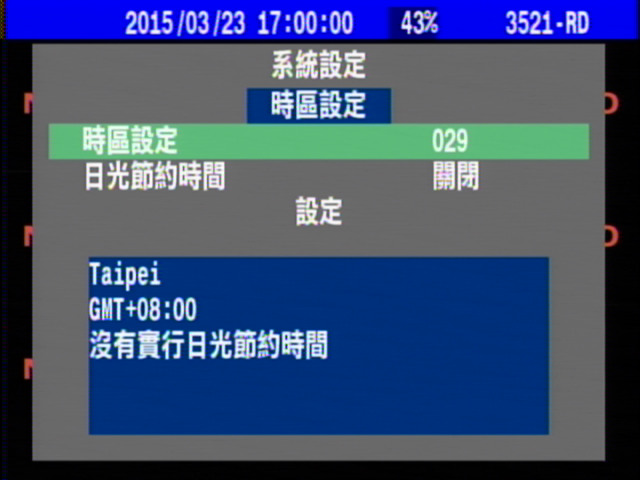 2015/03/23 17:00:00 43% 3521-RD
系統設定
時區設定
時區設定 029
日光節約時間 關閉
設定
Taipei
GMT+08:00
沒有實行日光節約時間